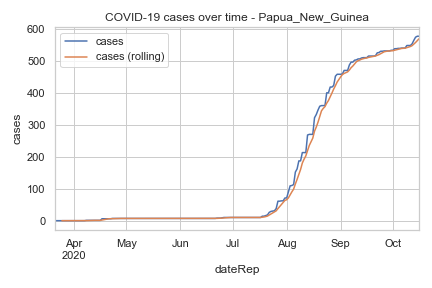 COVID-19 cases over time - Papua_New_Guinea
cases
cases (rolling)
600
500
400
300
200
100
0
cases
Apr May Jun Jul Aug Sep Oct
2020
dateRep